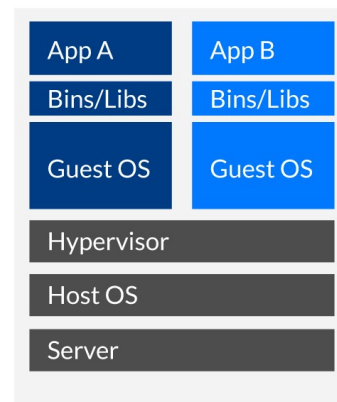 App A
App B
Bins/Libs
Bins/Libs
Guest OS
Guest OS
Hypervisor
Host OS
Server